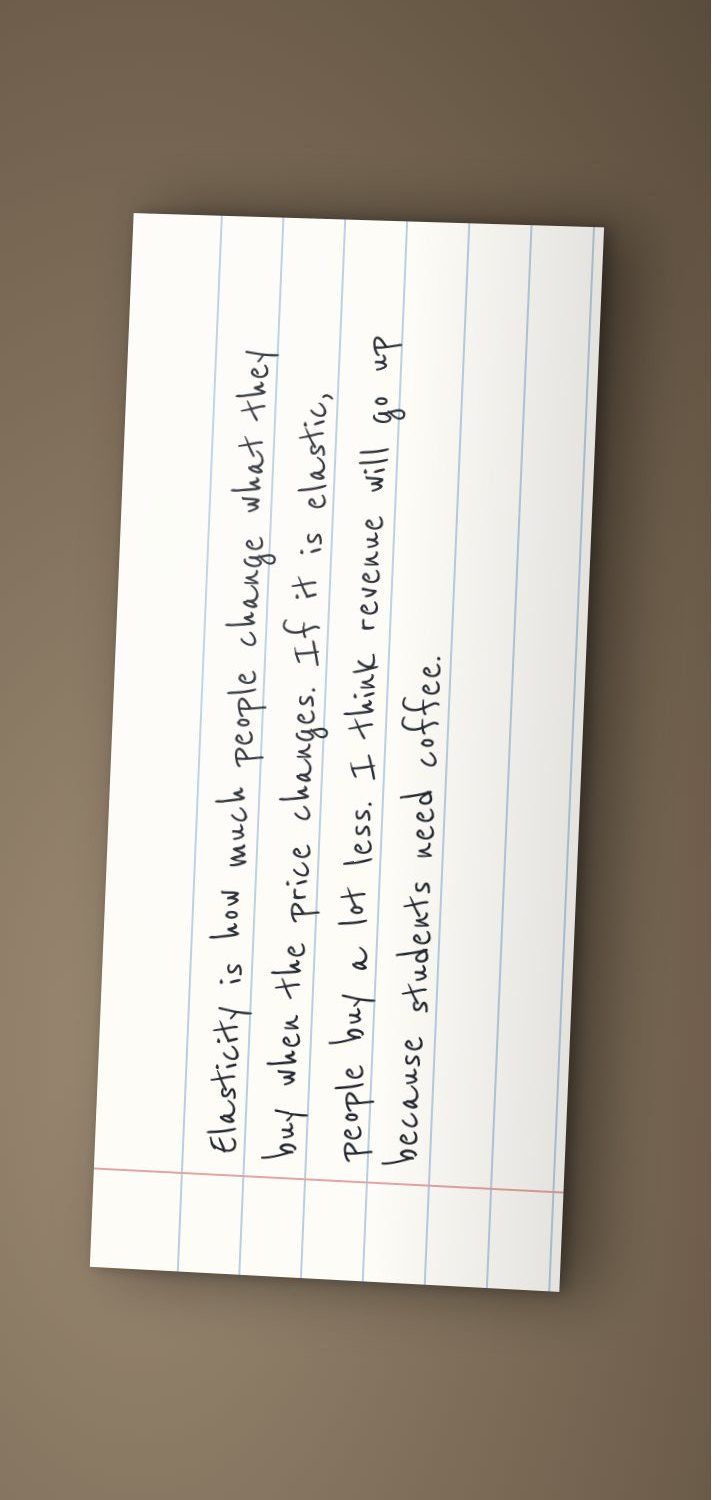 Elasticity is how much people change what they
buy when the price changes. If it is elastic,
people buy a lot less. I think revenue will go up
because students need coffee.